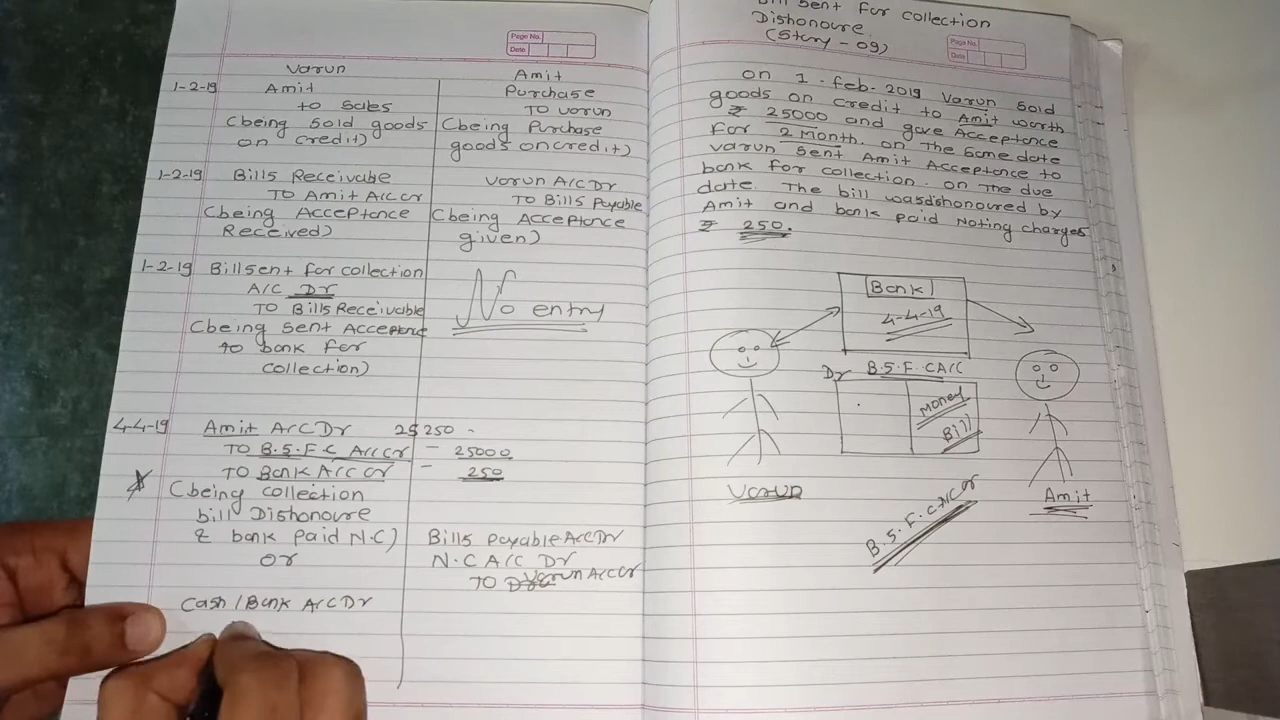 Page No.
Date
Varun
1-2-19 Amit
to Sales
(being Sold goods
on credit)
1-2-19 Bills Receivable
TO Amit A/C Cr
(being Acceptance
Received)
1-2-19 Bill Sent for collection
A/C Dr
TO Bills Receivable
(being Sent Acceptence
to bank for
collection)
4-4-19 Amit A/C Dr 25250 -
TO B.S.F.C A/C Cr - 25000
TO Bank A/C Cr - 250
(being collection
bill Dishonoure
& bank paid N.C)
or
Cash/Bank A/C Dr
Amit
Purchase
TO Varun
(being Purchase
goods on credit)
Varun A/C Dr
TO Bills Payable
(being Acceptance
given)
No entry
Bills payable A/C Dr
N.C A/C Dr
TO Varun A/C Cr
Bill Sent for collection
Dishonoure
(Story - 09)
Page No.
Date
on 1. feb. 2019 Varun Sold
goods on credit to Amit worth
₹ 25000 and gave Acceptance
For 2 Month. on The Same date
Varun Sent Amit Acceptance to
bank for collection. on The due
date The bill was dishonoured by
Amit and bank paid Noting charges
₹ 250.
Bank
4-4-19
Dr B.S.F.C A/C
Money
Bill
Varun
B.S.F.C A/C Cr
Amit